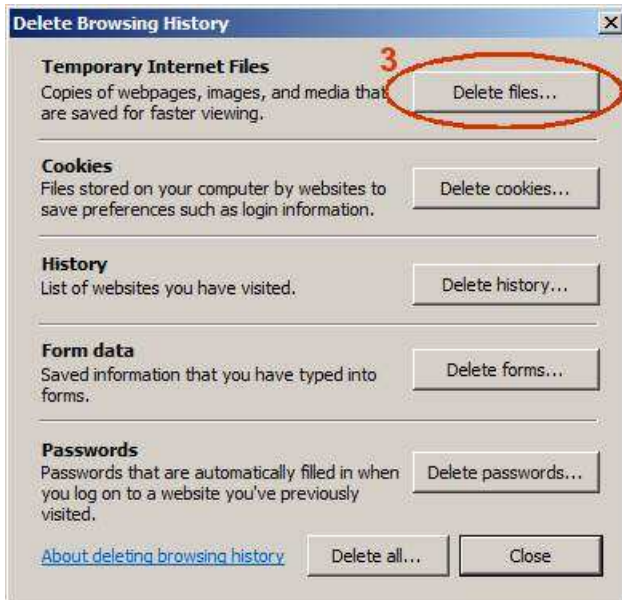 Delete Browsing History
3
Temporary Internet Files
Copies of webpages, images, and media that
are saved for faster viewing.
Delete files...
Cookies
Files stored on your computer by websites to
save preferences such as login information.
Delete cookies...
History
List of websites you have visited.
Delete history...
Form data
Saved information that you have typed into
forms.
Delete forms...
Passwords
Passwords that are automatically filled in when
you log on to a website you've previously
visited.
Delete passwords...
About deleting browsing history
Delete all...
Close